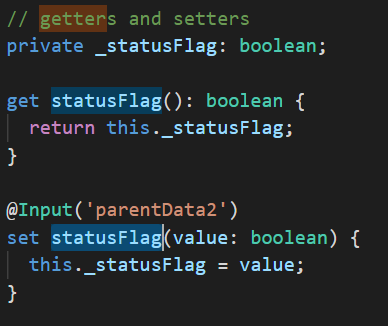 // getters and setters
private _statusFlag: boolean;
get statusFlag(): boolean {
return this._statusFlag;
}
@Input('parentData2')
set statusFlag(value: boolean) {
this._statusFlag = value;
}